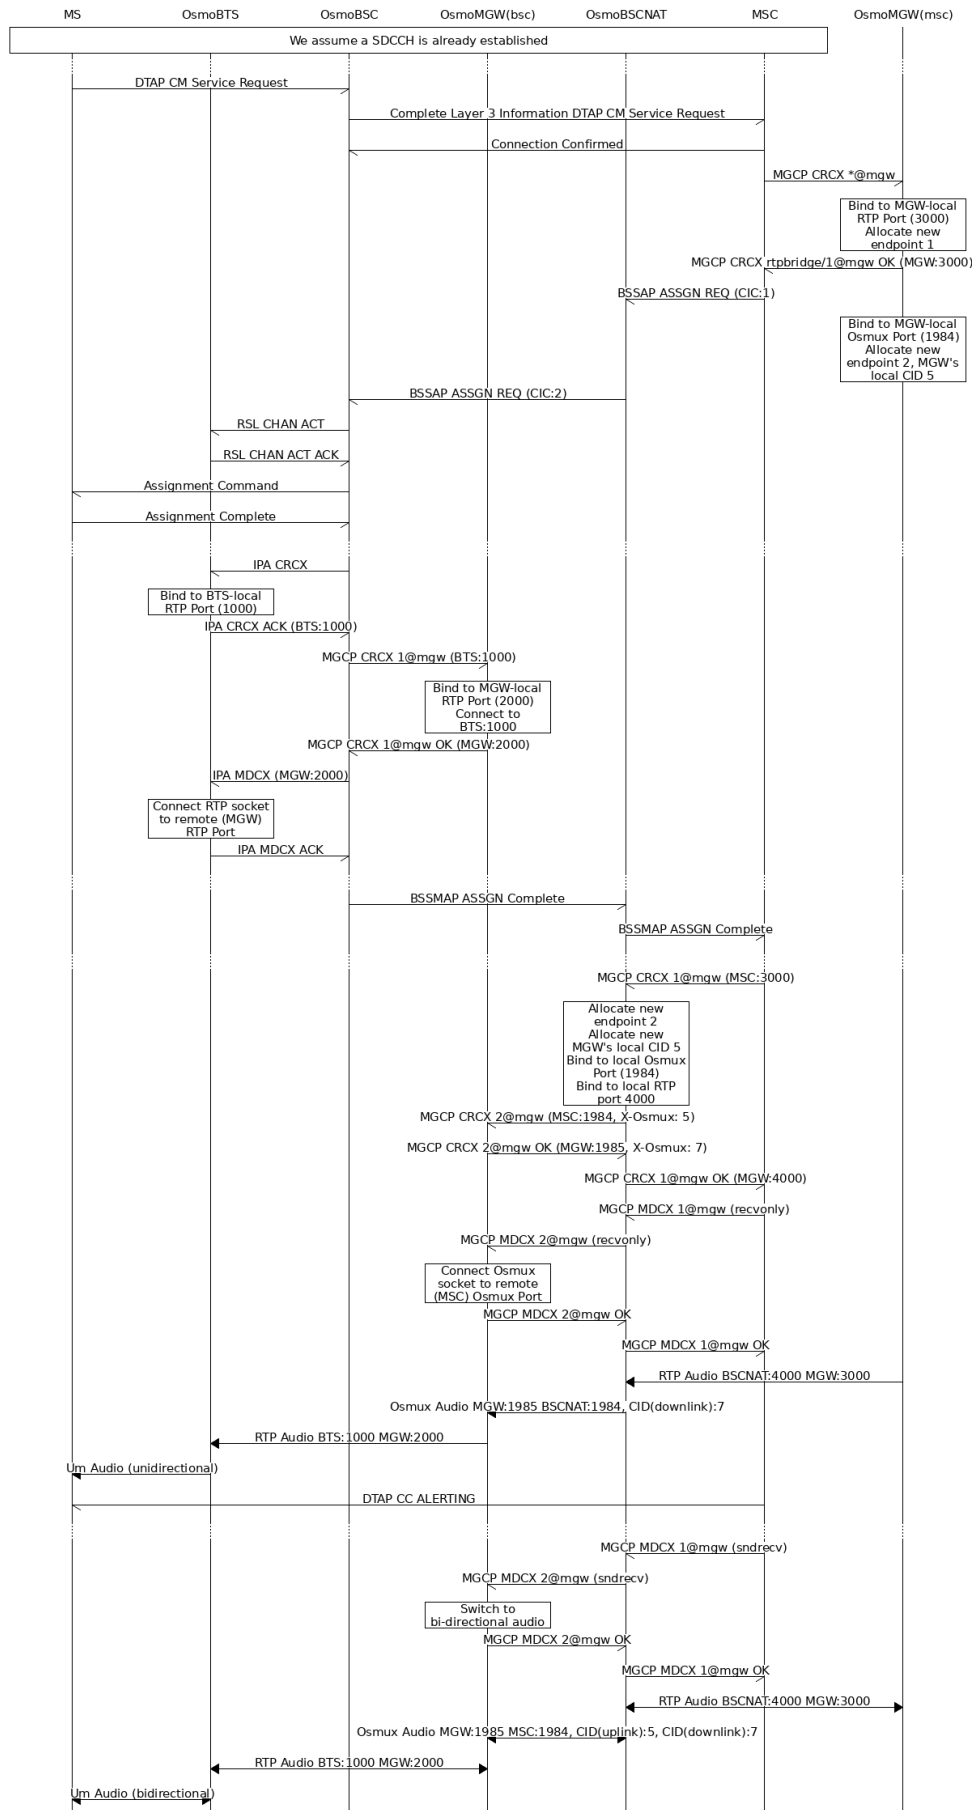 MS OsmoBTS OsmoBSC OsmoMGW(bsc) OsmoBSCNAT MSC OsmoMGW(msc)
We assume a SDCCH is already established
DTAP CM Service Request
Complete Layer 3 Information DTAP CM Service Request
Connection Confirmed
MGCP CRCX *@mgw
Bind to MGW-local
RTP Port (3000)
Allocate new
endpoint 1
MGCP CRCX rtpbridge/1@mgw OK (MGW:3000)
BSSAP ASSGN REQ (CIC:1)
Bind to MGW-local
Osmux Port (1984)
Allocate new
endpoint 2, MGW's
local CID 5
BSSAP ASSGN REQ (CIC:2)
RSL CHAN ACT
RSL CHAN ACT ACK
Assignment Command
Assignment Complete
IPA CRCX
Bind to BTS-local
RTP Port (1000)
IPA CRCX ACK (BTS:1000)
MGCP CRCX 1@mgw (BTS:1000)
Bind to MGW-local
RTP Port (2000)
Connect to
BTS:1000
MGCP CRCX 1@mgw OK (MGW:2000)
IPA MDCX (MGW:2000)
Connect RTP socket
to remote (MGW)
RTP Port
IPA MDCX ACK
BSSMAP ASSGN Complete
BSSMAP ASSGN Complete
MGCP CRCX 1@mgw (MSC:3000)
Allocate new
endpoint 2
Allocate new
MGW's local CID 5
Bind to local Osmux
Port (1984)
Bind to local RTP
port 4000
MGCP CRCX 2@mgw (MSC:1984, X-Osmux: 5)
MGCP CRCX 2@mgw OK (MGW:1985, X-Osmux: 7)
MGCP CRCX 1@mgw OK (MGW:4000)
MGCP MDCX 1@mgw (recvonly)
MGCP MDCX 2@mgw (recvonly)
Connect Osmux
socket to remote
(MSC) Osmux Port
MGCP MDCX 2@mgw OK
MGCP MDCX 1@mgw OK
RTP Audio BSCNAT:4000 MGW:3000
Osmux Audio MGW:1985 BSCNAT:1984, CID(downlink):7
RTP Audio BTS:1000 MGW:2000
Um Audio (unidirectional)
DTAP CC ALERTING
MGCP MDCX 1@mgw (sndrecv)
MGCP MDCX 2@mgw (sndrecv)
Switch to
bi-directional audio
MGCP MDCX 2@mgw OK
MGCP MDCX 1@mgw OK
RTP Audio BSCNAT:4000 MGW:3000
Osmux Audio MGW:1985 MSC:1984, CID(uplink):5, CID(downlink):7
RTP Audio BTS:1000 MGW:2000
Um Audio (bidirectional)